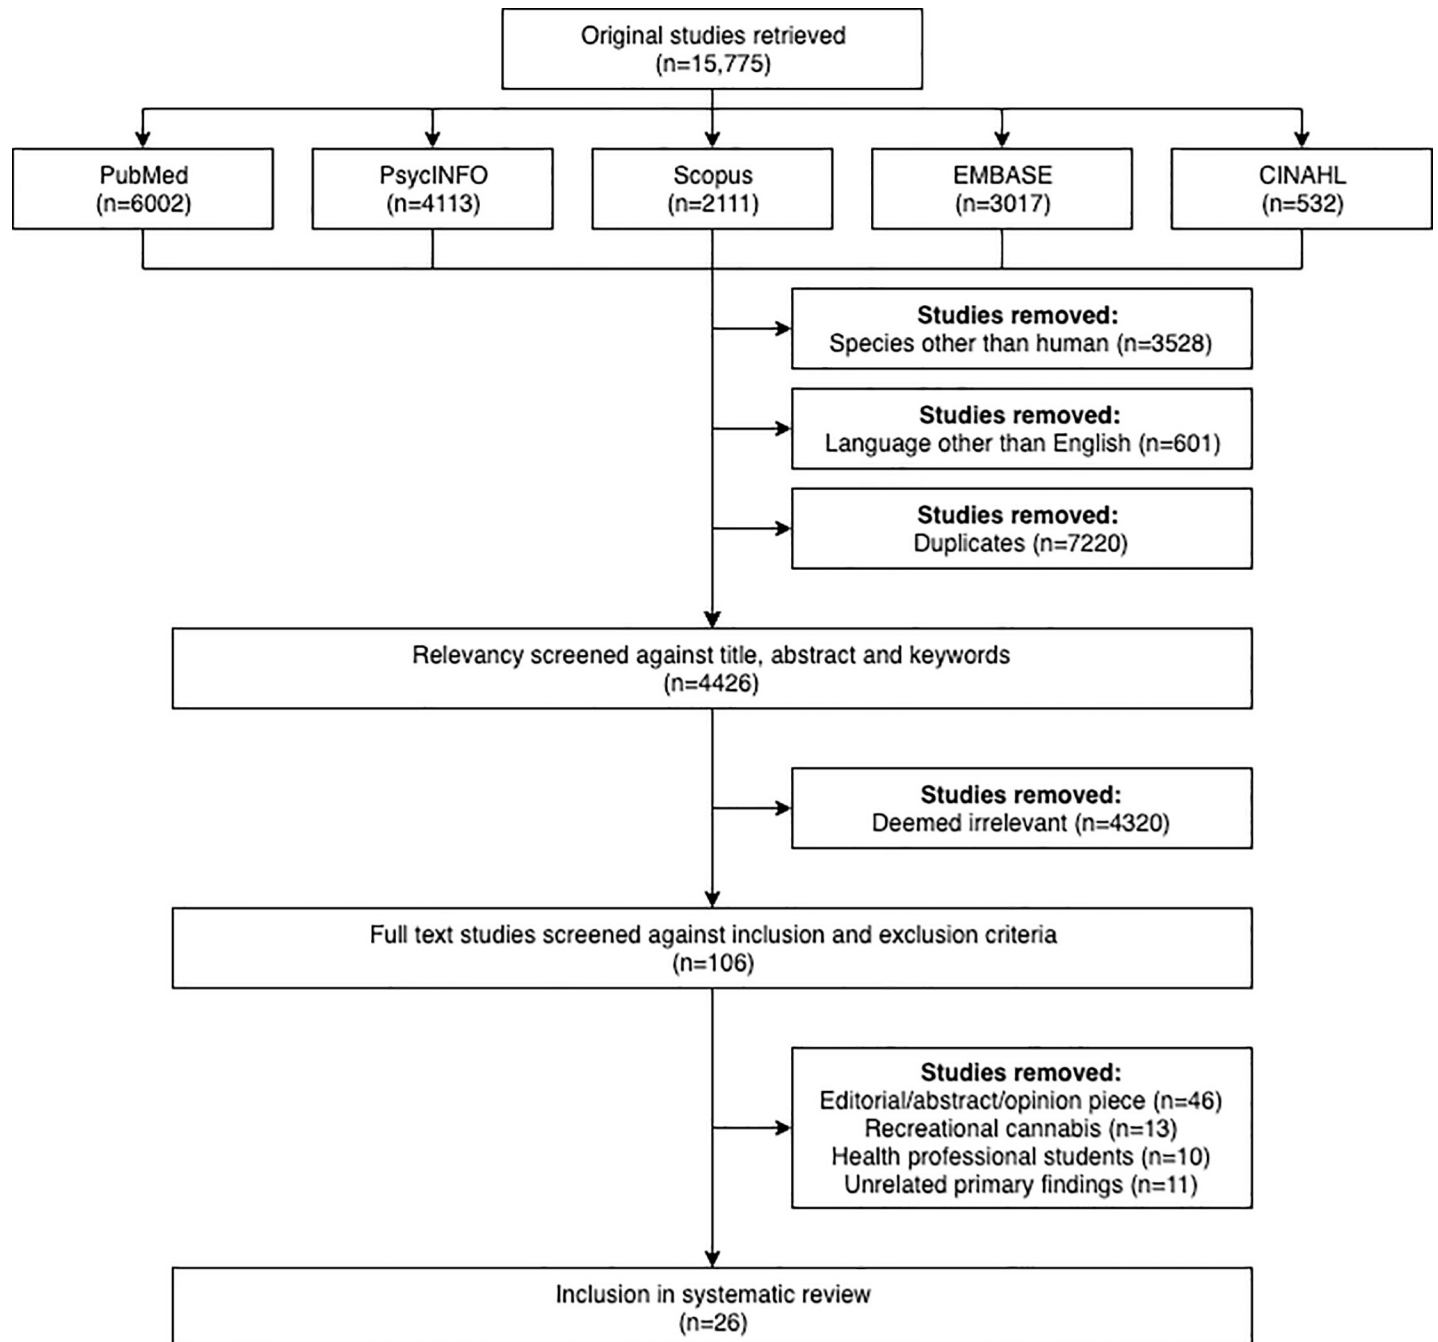 Original studies retrieved
(n=15,775)
PubMed
(n=6002)
PsycINFO
(n=4113)
Scopus
(n=2111)
EMBASE
(n=3017)
CINAHL
(n=532)
Studies removed:
Species other than human (n=3528)
Studies removed:
Language other than English (n=601)
Studies removed:
Duplicates (n=7220)
Relevancy screened against title, abstract and keywords
(n=4426)
Studies removed:
Deemed irrelevant (n=4320)
Full text studies screened against inclusion and exclusion criteria
(n=106)
Studies removed:
Editorial/abstract/opinion piece (n=46)
Recreational cannabis (n=13)
Health professional students (n=10)
Unrelated primary findings (n=11)
Inclusion in systematic review
(n=26)